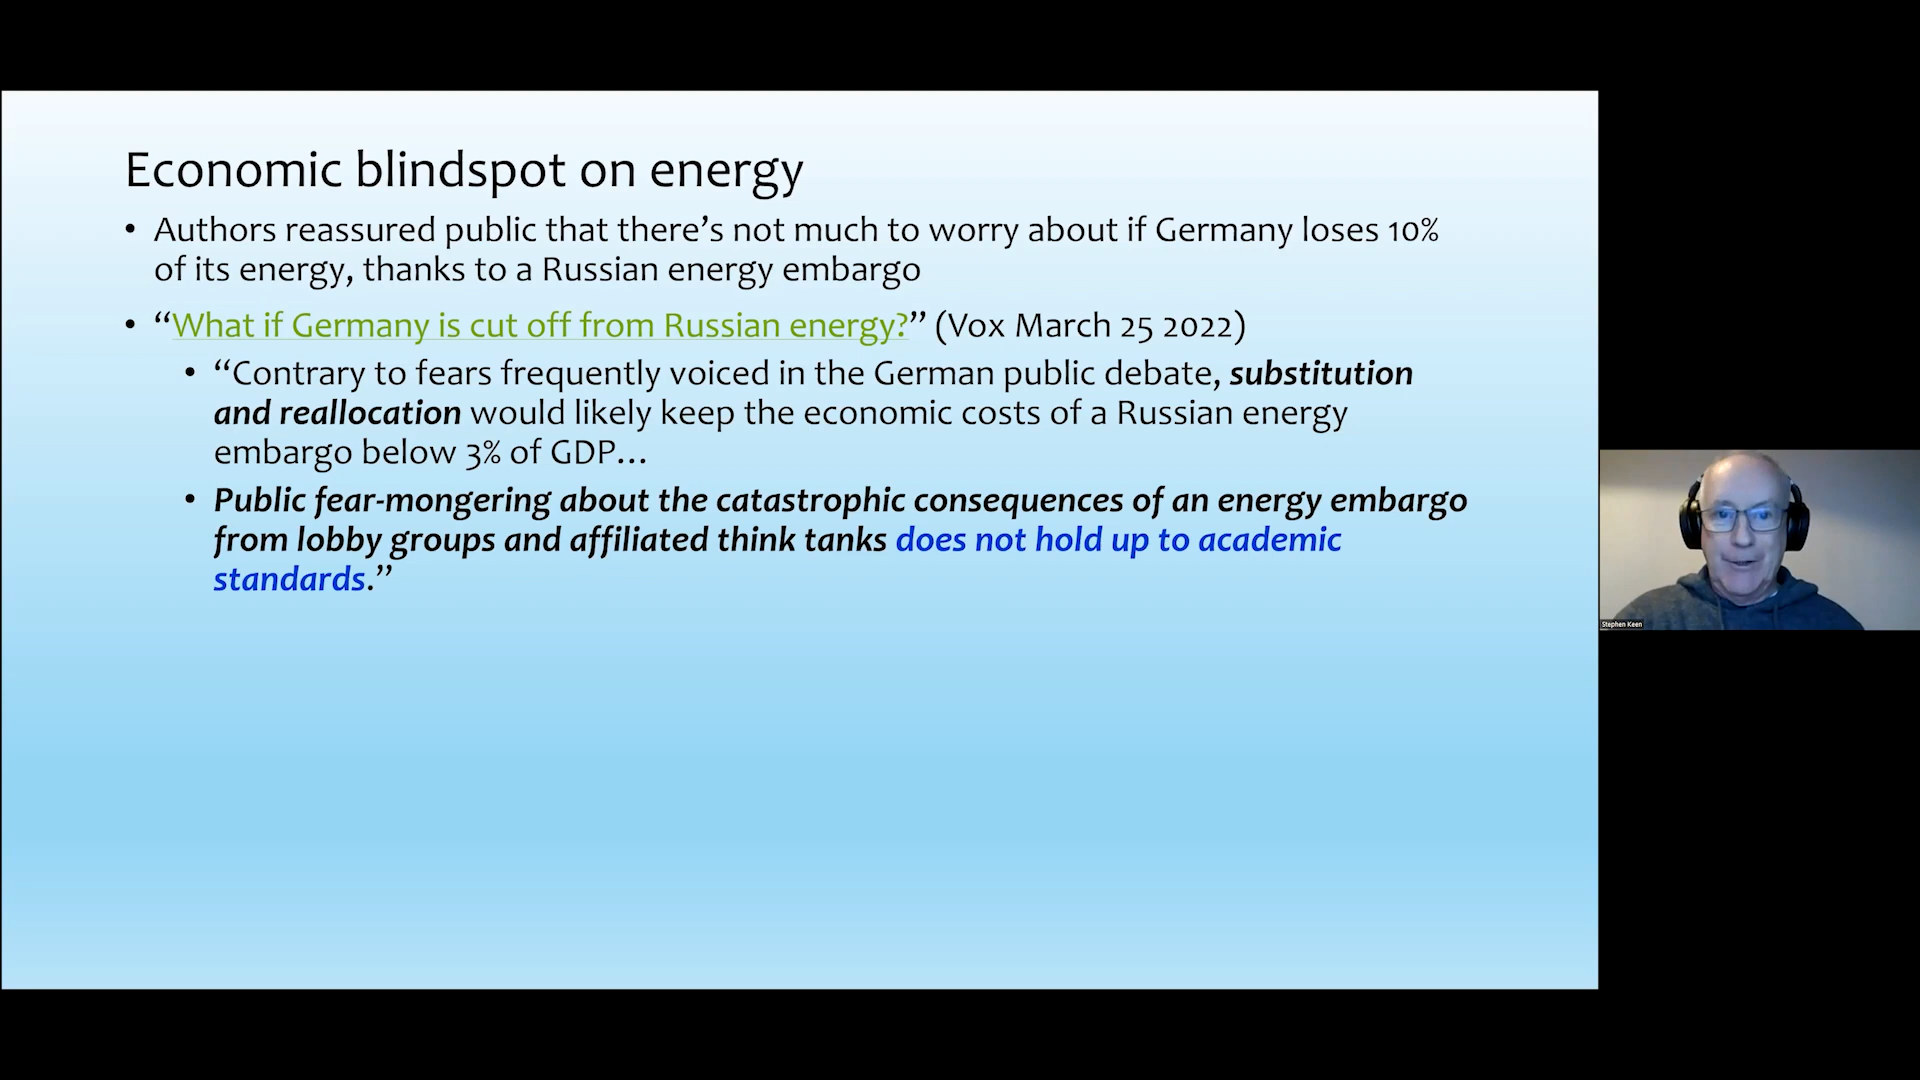 Economic blindspot on energy
• Authors reassured public that there’s not much to worry about if Germany loses 10%
of its energy, thanks to a Russian energy embargo
• “What if Germany is cut off from Russian energy?” (Vox March 25 2022)
• “Contrary to fears frequently voiced in the German public debate, substitution
and reallocation would likely keep the economic costs of a Russian energy
embargo below 3% of GDP…
• Public fear-mongering about the catastrophic consequences of an energy embargo
from lobby groups and affiliated think tanks does not hold up to academic
standards.”
Stephen Keen